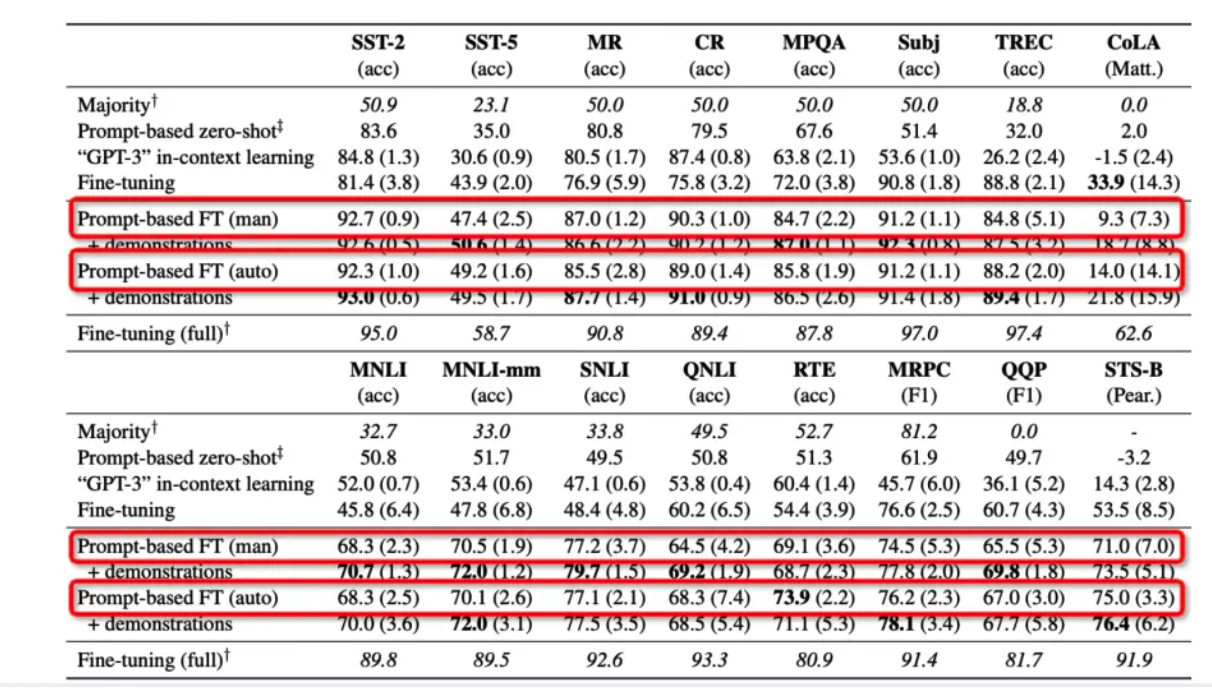 SST-2 SST-5 MR CR MPQA Subj TREC CoLA
(acc) (acc) (acc) (acc) (acc) (acc) (acc) (Matt.)
Majority† 50.9 23.1 50.0 50.0 50.0 50.0 18.8 0.0
Prompt-based zero-shot‡ 83.6 35.0 80.8 79.5 67.6 51.4 32.0 2.0
“GPT-3” in-context learning 84.8 (1.3) 30.6 (0.9) 80.5 (1.7) 87.4 (0.8) 63.8 (2.1) 53.6 (1.0) 26.2 (2.4) -1.5 (2.4)
Fine-tuning 81.4 (3.8) 43.9 (2.0) 76.9 (5.9) 75.8 (3.2) 72.0 (3.8) 90.8 (1.8) 88.8 (2.1) 33.9 (14.3)
Prompt-based FT (man) 92.7 (0.9) 47.4 (2.5) 87.0 (1.2) 90.3 (1.0) 84.7 (2.2) 91.2 (1.1) 84.8 (5.1) 9.3 (7.3)
+ demonstrations 92.6 (0.5) 50.6 (1.4) 86.6 (2.2) 90.2 (1.2) 87.0 (1.1) 92.3 (0.8) 87.5 (3.2) 18.7 (8.8)
Prompt-based FT (auto) 92.3 (1.0) 49.2 (1.6) 85.5 (2.8) 89.0 (1.4) 85.8 (1.9) 91.2 (1.1) 88.2 (2.0) 14.0 (14.1)
+ demonstrations 93.0 (0.6) 49.5 (1.7) 87.7 (1.4) 91.0 (0.9) 86.5 (2.6) 91.4 (1.8) 89.4 (1.7) 21.8 (15.9)
Fine-tuning (full)† 95.0 58.7 90.8 89.4 87.8 97.0 97.4 62.6
MNLI MNLI-mm SNLI QNLI RTE MRPC QQP STS-B
(acc) (acc) (acc) (acc) (acc) (F1) (F1) (Pear.)
Majority† 32.7 33.0 33.8 49.5 52.7 81.2 0.0 -
Prompt-based zero-shot‡ 50.8 51.7 49.5 50.8 51.3 61.9 49.7 -3.2
“GPT-3” in-context learning 52.0 (0.7) 53.4 (0.6) 47.1 (0.6) 53.8 (0.4) 60.4 (1.4) 45.7 (6.0) 36.1 (5.2) 14.3 (2.8)
Fine-tuning 45.8 (6.4) 47.8 (6.8) 48.4 (4.8) 60.2 (6.5) 54.4 (3.9) 76.6 (2.5) 60.7 (4.3) 53.5 (8.5)
Prompt-based FT (man) 68.3 (2.3) 70.5 (1.9) 77.2 (3.7) 64.5 (4.2) 69.1 (3.6) 74.5 (5.3) 65.5 (5.3) 71.0 (7.0)
+ demonstrations 70.7 (1.3) 72.0 (1.2) 79.7 (1.5) 69.2 (1.9) 68.7 (2.3) 77.8 (2.0) 69.8 (1.8) 73.5 (5.1)
Prompt-based FT (auto) 68.3 (2.5) 70.1 (2.6) 77.1 (2.1) 68.3 (7.4) 73.9 (2.2) 76.2 (2.3) 67.0 (3.0) 75.0 (3.3)
+ demonstrations 70.0 (3.6) 72.0 (3.1) 77.5 (3.5) 68.5 (5.4) 71.1 (5.3) 78.1 (3.4) 67.7 (5.8) 76.4 (6.2)
Fine-tuning (full)† 89.8 89.5 92.6 93.3 80.9 91.4 81.7 91.9